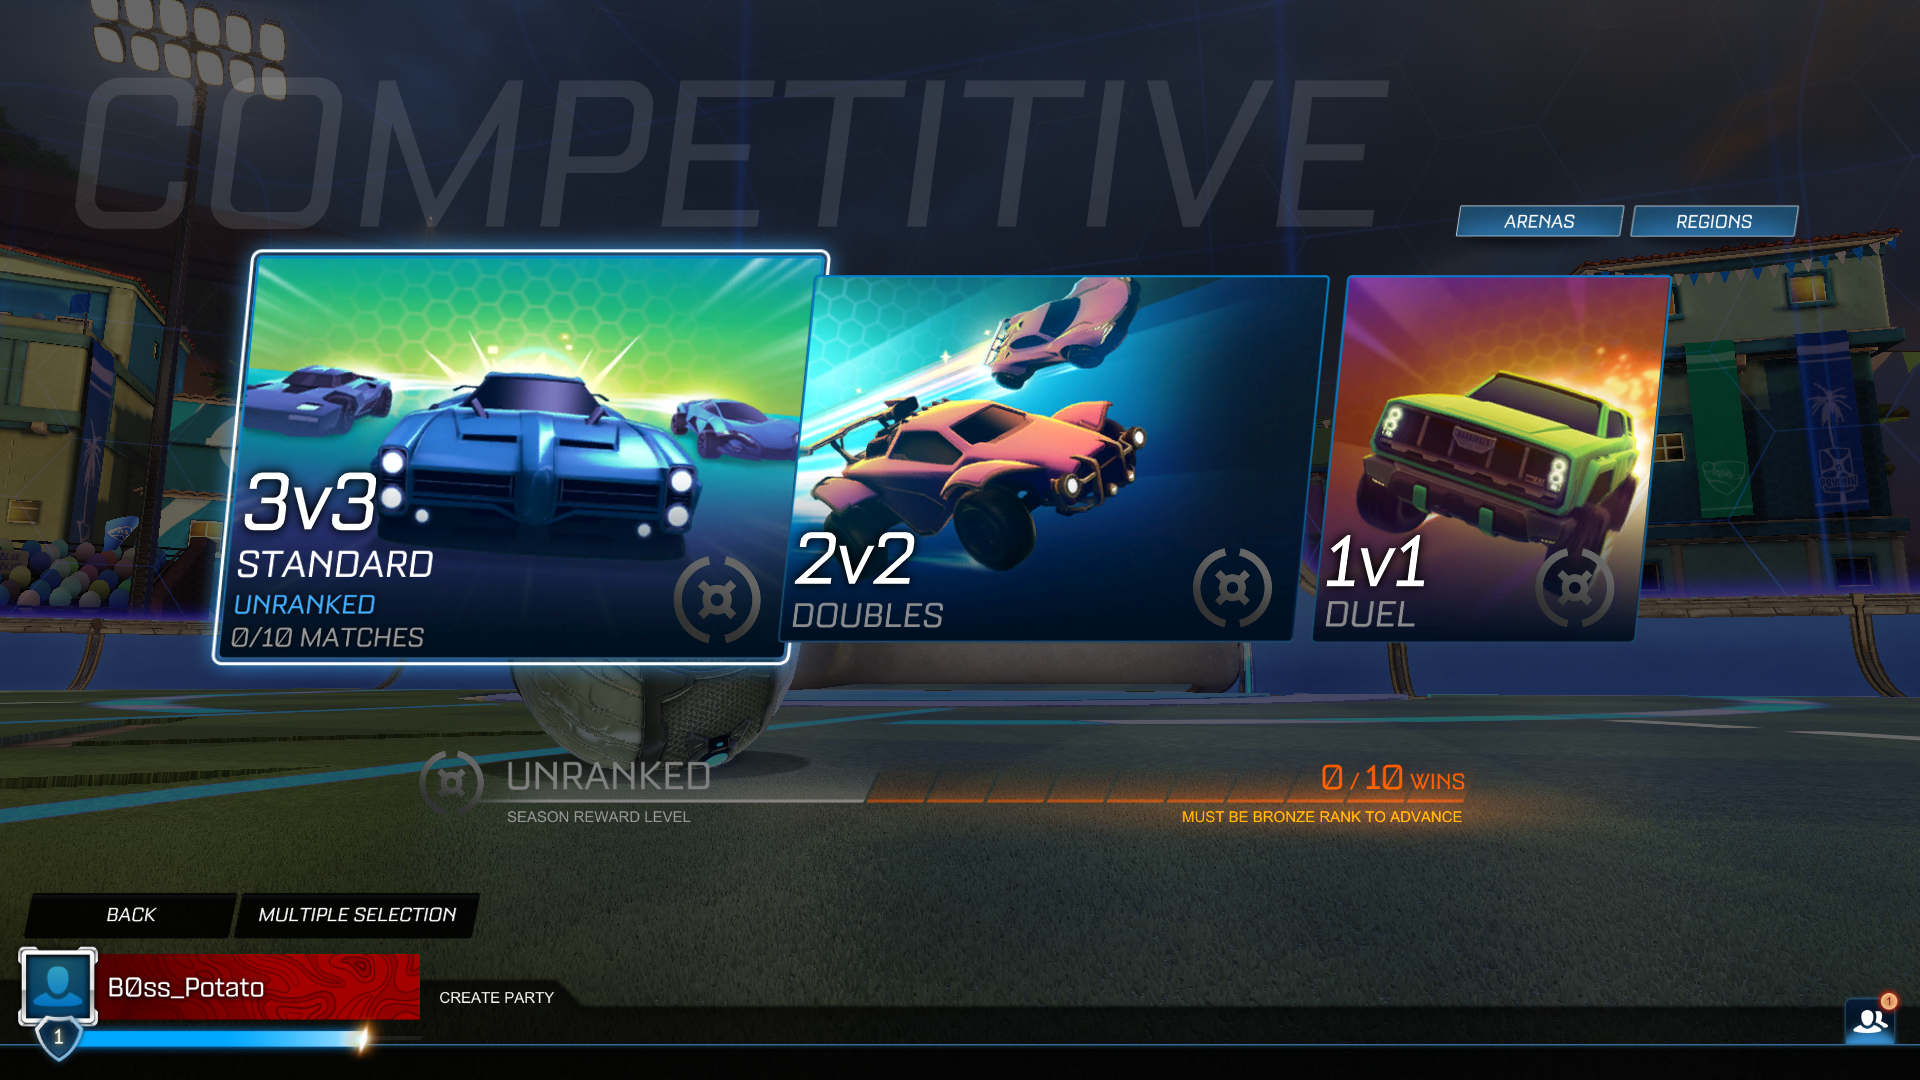 COMPETITIVE
ARENAS
REGIONS
3v3
STANDARD
UNRANKED
0/10 MATCHES
2v2
DOUBLES
1v1
DUEL
UNRANKED
0 / 10 WINS
SEASON REWARD LEVEL
MUST BE BRONZE RANK TO ADVANCE
BACK
MULTIPLE SELECTION
B0ss_Potato
CREATE PARTY
1
1